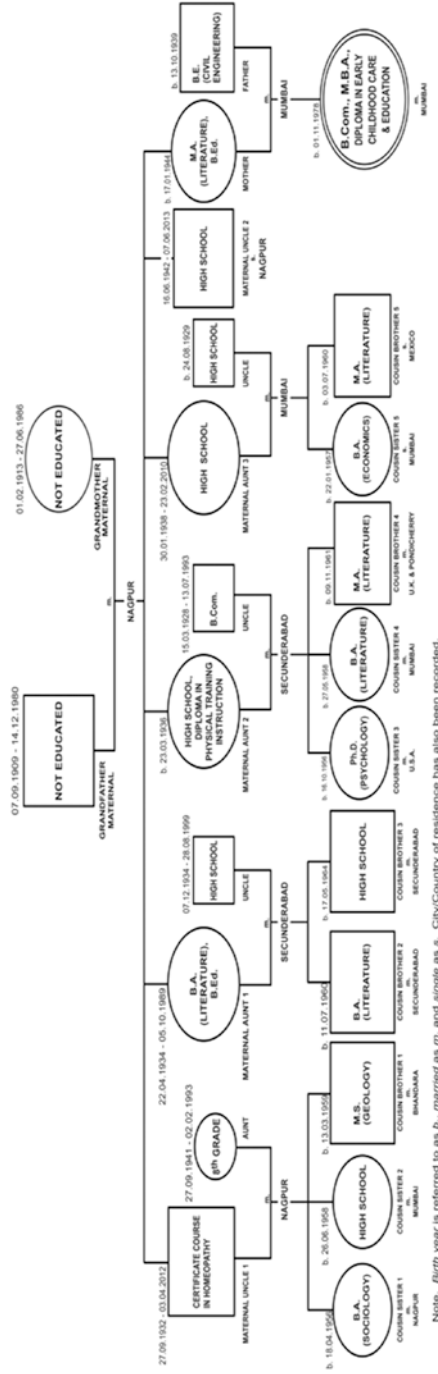 07.09.1909 - 14.12.1980
NOT EDUCATED
GRANDFATHER
MATERNAL
01.02.1913 - 27.06.1986
NOT EDUCATED
GRANDMOTHER
MATERNAL
m.
NAGPUR
27.09.1932 - 03.04.2012
CERTIFICATE COURSE
IN HOMEOPATHY
MATERNAL UNCLE 1
27.09.1941 - 02.02.1993
8th GRADE
AUNT
m.
NAGPUR
22.04.1934 - 05.10.1989
B.A.
(LITERATURE),
B.Ed.
MATERNAL AUNT 1
07.12.1934 - 28.08.1999
HIGH SCHOOL
UNCLE
m.
SECUNDERABAD
b. 23.03.1936
HIGH SCHOOL,
DIPLOMA IN
PHYSICAL TRAINING
INSTRUCTION
MATERNAL AUNT 2
15.03.1928 - 13.07.1993
B.Com.
UNCLE
m.
SECUNDERABAD
30.01.1938 - 23.02.2010
HIGH SCHOOL
MATERNAL AUNT 3
b. 24.08.1929
HIGH SCHOOL
UNCLE
m.
MUMBAI
16.06.1942 - 07.06.2013
HIGH SCHOOL
MATERNAL UNCLE 2
s.
NAGPUR
b. 17.01.1944
M.A.
(LITERATURE),
B.Ed.
MOTHER
b. 13.10.1939
B.E.
(CIVIL
ENGINEERING)
FATHER
m.
MUMBAI
b. 18.04.1956
B.A.
(SOCIOLOGY)
COUSIN SISTER 1
m.
NAGPUR
b. 26.06.1958
HIGH SCHOOL
COUSIN SISTER 2
m.
MUMBAI
b. 13.03.1959
M.S.
(GEOLOGY)
COUSIN BROTHER 1
m.
BHANDARA
b. 11.07.1960
B.A.
(LITERATURE)
COUSIN BROTHER 2
m.
SECUNDERABAD
b. 17.05.1964
HIGH SCHOOL
COUSIN BROTHER 3
m.
SECUNDERABAD
b. 16.10.1956
Ph.D.
(PSYCHOLOGY)
COUSIN SISTER 3
m.
U.S.A.
b. 27.05.1958
B.A.
(LITERATURE)
COUSIN SISTER 4
m.
MUMBAI
b. 09.11.1961
M.A.
(LITERATURE)
COUSIN BROTHER 4
m.
U.K. & PONDICHERRY
b. 22.01.1957
B.A.
(ECONOMICS)
COUSIN SISTER 5
s.
MUMBAI
b. 03.07.1960
M.A.
(LITERATURE)
COUSIN BROTHER 5
s.
MEXICO
b. 01.11.1978
B.Com., M.B.A.,
DIPLOMA IN EARLY
CHILDHOOD CARE
& EDUCATION
m.
MUMBAI
Note. Birth year is referred to as b., married as m. and single as s. City/Country of residence has also been recorded.